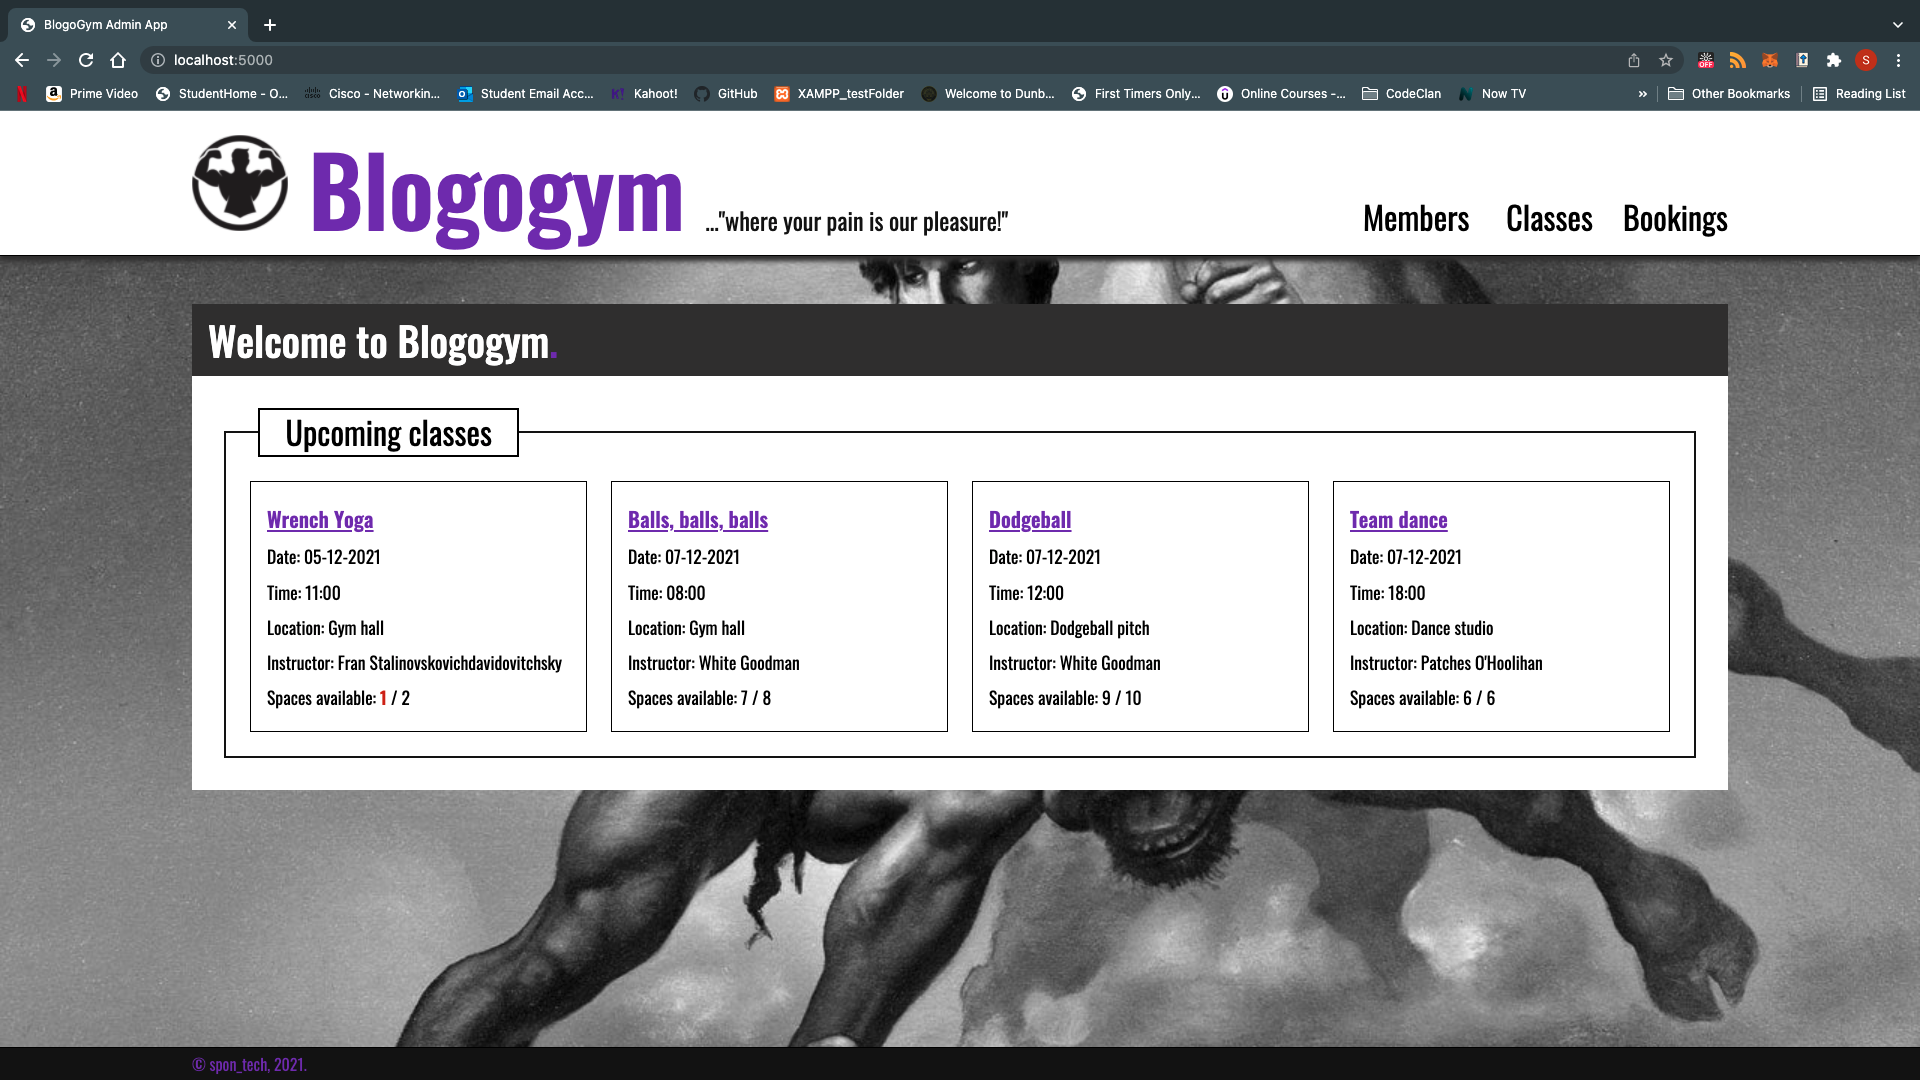 BlogoGym Admin App
localhost:5000
S
Prime Video
StudentHome - O...
Cisco - Networkin...
Student Email Acc...
Kahoot!
GitHub
XAMPP_testFolder
Welcome to Dunb...
First Timers Only...
Online Courses -...
CodeClan
Now TV
»
Other Bookmarks
Reading List
Blogogym
..."where your pain is our pleasure!"
Members
Classes
Bookings
Welcome to Blogogym.
Upcoming classes
Wrench Yoga
Date: 05-12-2021
Time: 11:00
Location: Gym hall
Instructor: Fran Stalinovskovichdavidovitchsky
Spaces available: 1 / 2
Balls, balls, balls
Date: 07-12-2021
Time: 08:00
Location: Gym hall
Instructor: White Goodman
Spaces available: 7 / 8
Dodgeball
Date: 07-12-2021
Time: 12:00
Location: Dodgeball pitch
Instructor: White Goodman
Spaces available: 9 / 10
Team dance
Date: 07-12-2021
Time: 18:00
Location: Dance studio
Instructor: Patches O'Hoolihan
Spaces available: 6 / 6
© spon_tech, 2021.